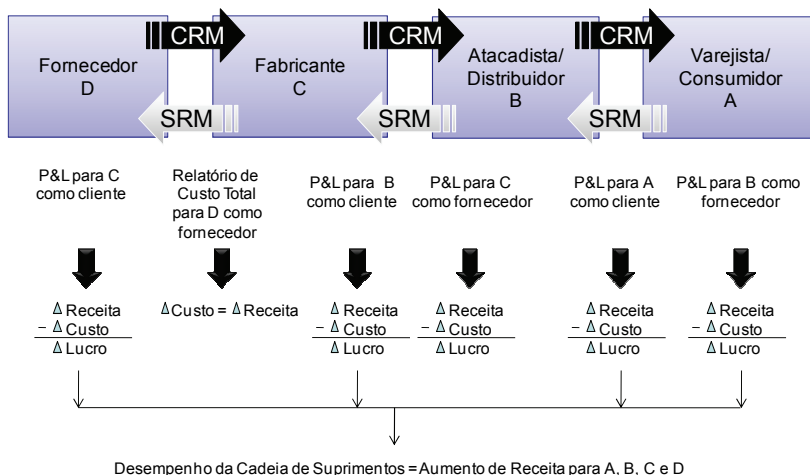 CRM
CRM
CRM
Fornecedor
D
Fabricante
C
Atacadista/
Distribuidor
B
Varejista/
Consumidor
A
SRM
SRM
SRM
P&L para C
como cliente
Relatório de
Custo Total
para D como
fornecedor
P&L para B
como cliente
P&L para C
como fornecedor
P&L para A
como cliente
P&L para B como
fornecedor
Δ Receita
– Δ Custo
Δ Lucro
Δ Custo = Δ Receita
Δ Receita
– Δ Custo
Δ Lucro
Δ Receita
– Δ Custo
Δ Lucro
Δ Receita
– Δ Custo
Δ Lucro
Δ Receita
– Δ Custo
Δ Lucro
Desempenho da Cadeia de Suprimentos = Aumento de Receita para A, B, C e D